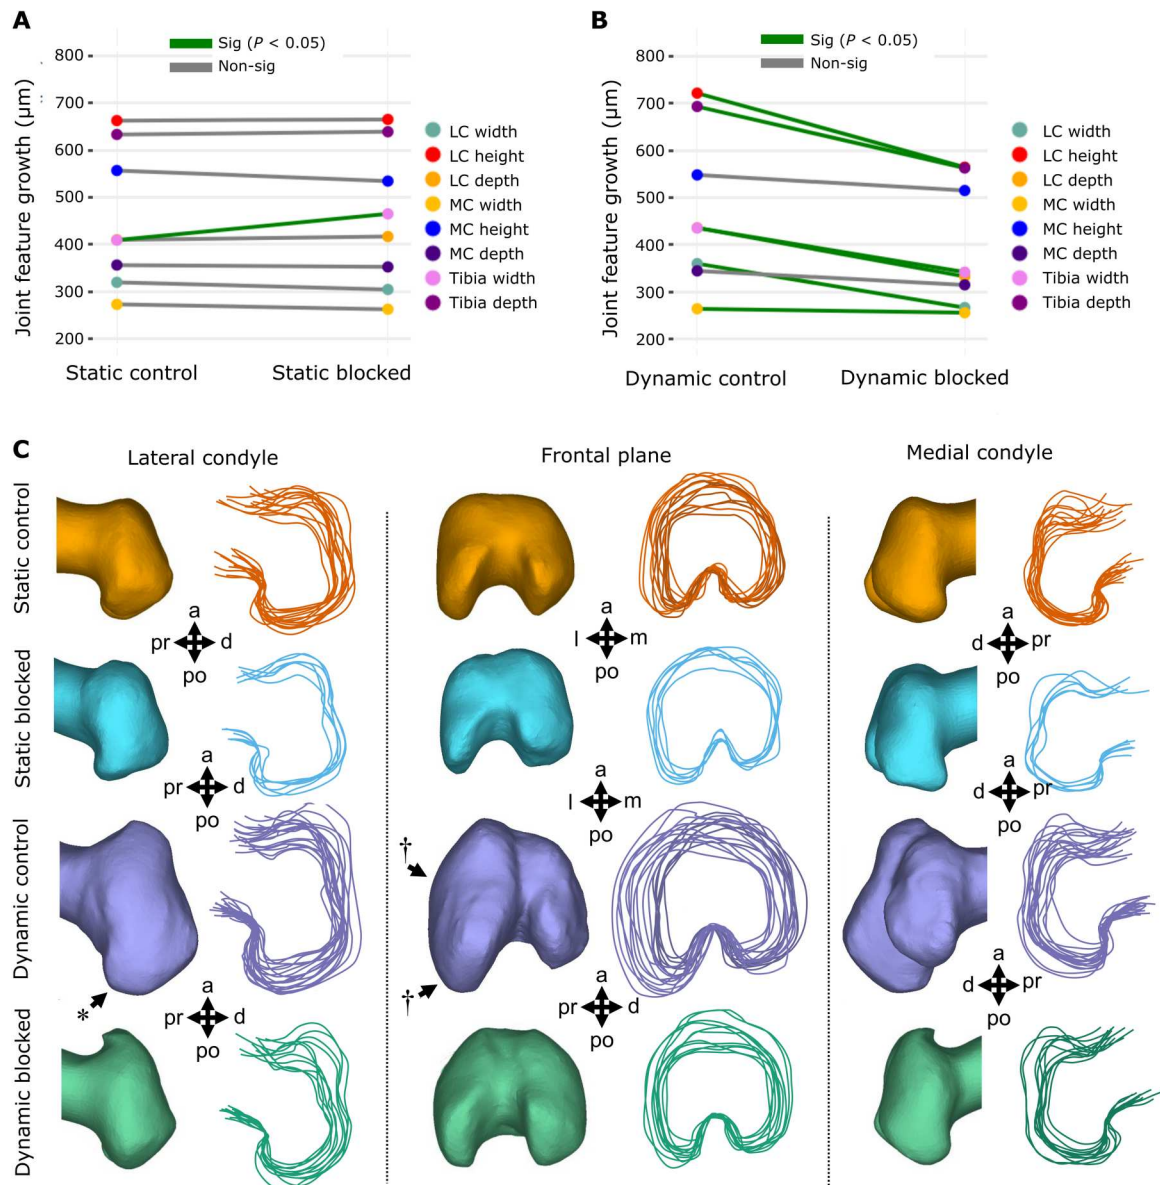 A
Sig (P < 0.05)
Non-sig
Joint feature growth (µm)
800
700
600
500
400
300
200
Static control
Static blocked
LC width
LC height
LC depth
MC width
MC height
MC depth
Tibia width
Tibia depth
B
Sig (P < 0.05)
Non-sig
Joint feature growth (µm)
800
700
600
500
400
300
200
Dynamic control
Dynamic blocked
LC width
LC height
LC depth
MC width
MC height
MC depth
Tibia width
Tibia depth
C
Lateral condyle
Frontal plane
Medial condyle
Static control
a
pr d
po
a
l m
po
a
d pr
po
Static blocked
a
pr d
po
a
l m
po
a
d pr
po
Dynamic control
†
†
*
a
pr d
po
a
pr d
po
a
d pr
po
Dynamic blocked